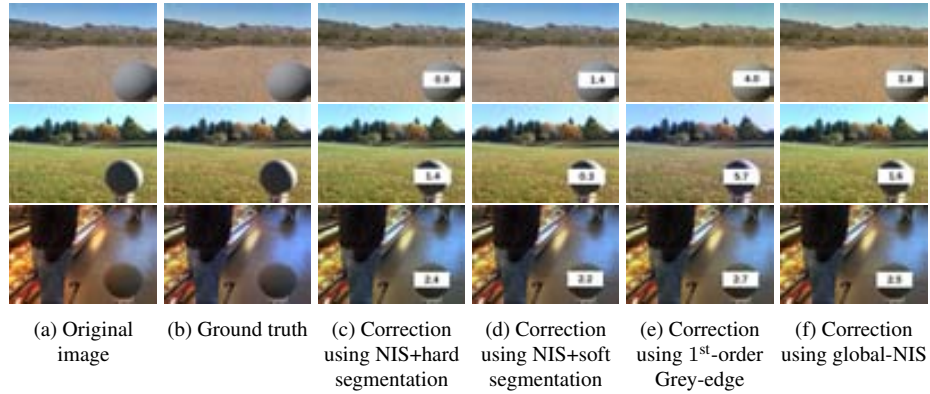 0.9 1.4 4.0 3.8
1.4 0.3 5.7 1.6
2.4 2.2 2.7 2.5
(a) Original image
(b) Ground truth
(c) Correction using NIS+hard segmentation
(d) Correction using NIS+soft segmentation
(e) Correction using 1st-order Grey-edge
(f) Correction using global-NIS